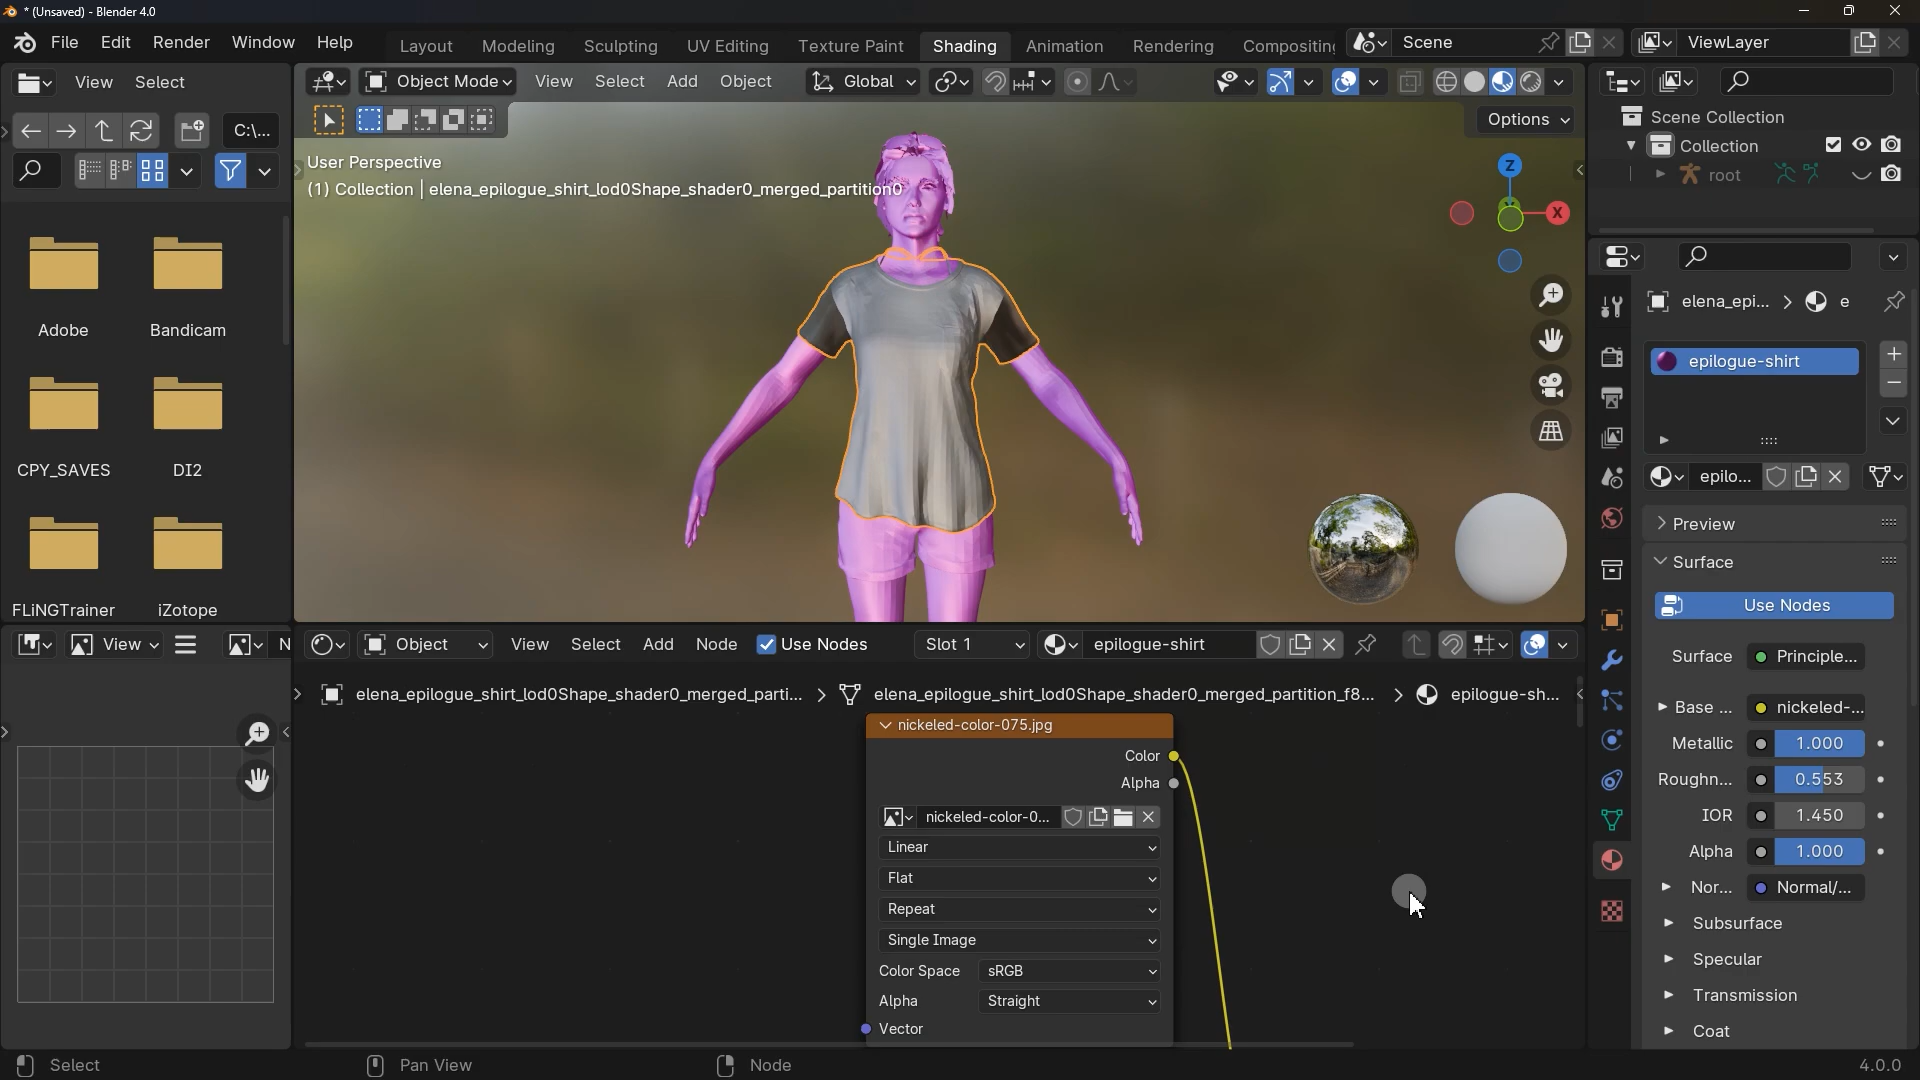 * (Unsaved) - Blender 4.0
File Edit Render Window Help
Layout Modeling Sculpting UV Editing Texture Paint Shading Animation Rendering Compositin
Scene
ViewLayer
View Select
Object Mode
View Select Add Object
Global
C:\...
Options
User Perspective
(1) Collection | elena_epilogue_shirt_lod0Shape_shader0_merged_partition0
Z
X
Adobe
Bandicam
CPY_SAVES
DI2
FLiNGTrainer
iZotope
Scene Collection
Collection
root
elena_epi...
e
epilogue-shirt
epilo...
Preview
Surface
Use Nodes
Surface Principle...
Base ... nickeled-...
Metallic 1.000
Roughn... 0.553
IOR 1.450
Alpha 1.000
Nor... Normal/...
Subsurface
Specular
Transmission
Coat
View
N
Object
View Select Add Node
Use Nodes
Slot 1
epilogue-shirt
elena_epilogue_shirt_lod0Shape_shader0_merged_parti...
elena_epilogue_shirt_lod0Shape_shader0_merged_partition_f8...
epilogue-sh...
nickeled-color-075.jpg
Color
Alpha
nickeled-color-0...
Linear
Flat
Repeat
Single Image
Color Space sRGB
Alpha Straight
Vector
Select
Pan View
Node
4.0.0